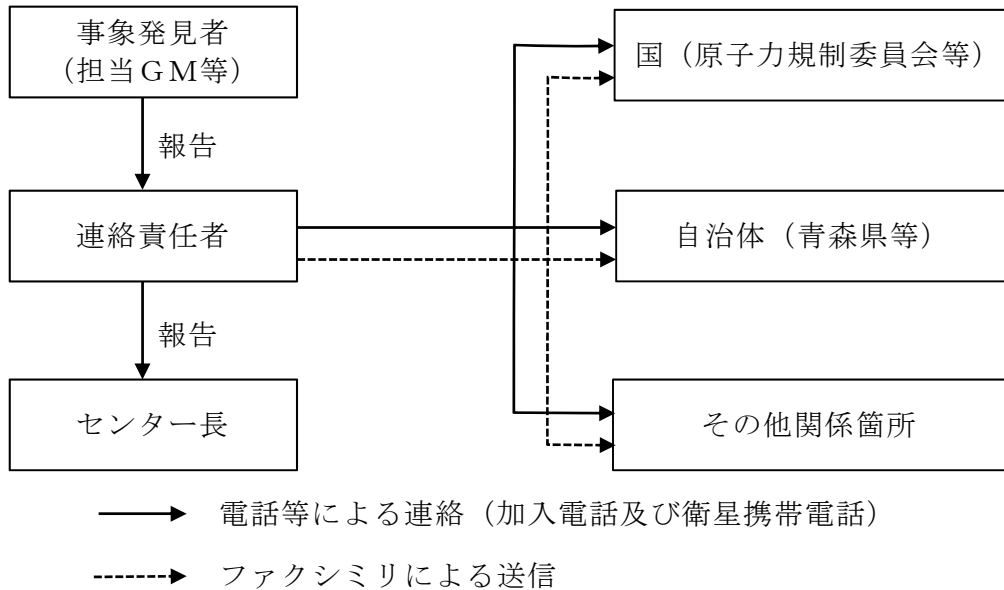 事象発見者
（担当ＧＭ等）
報告
連絡責任者
報告
センター長
国（原子力規制委員会等）
自治体（青森県等）
その他関係箇所
電話等による連絡（加入電話及び衛星携帯電話）
ファクシミリによる送信